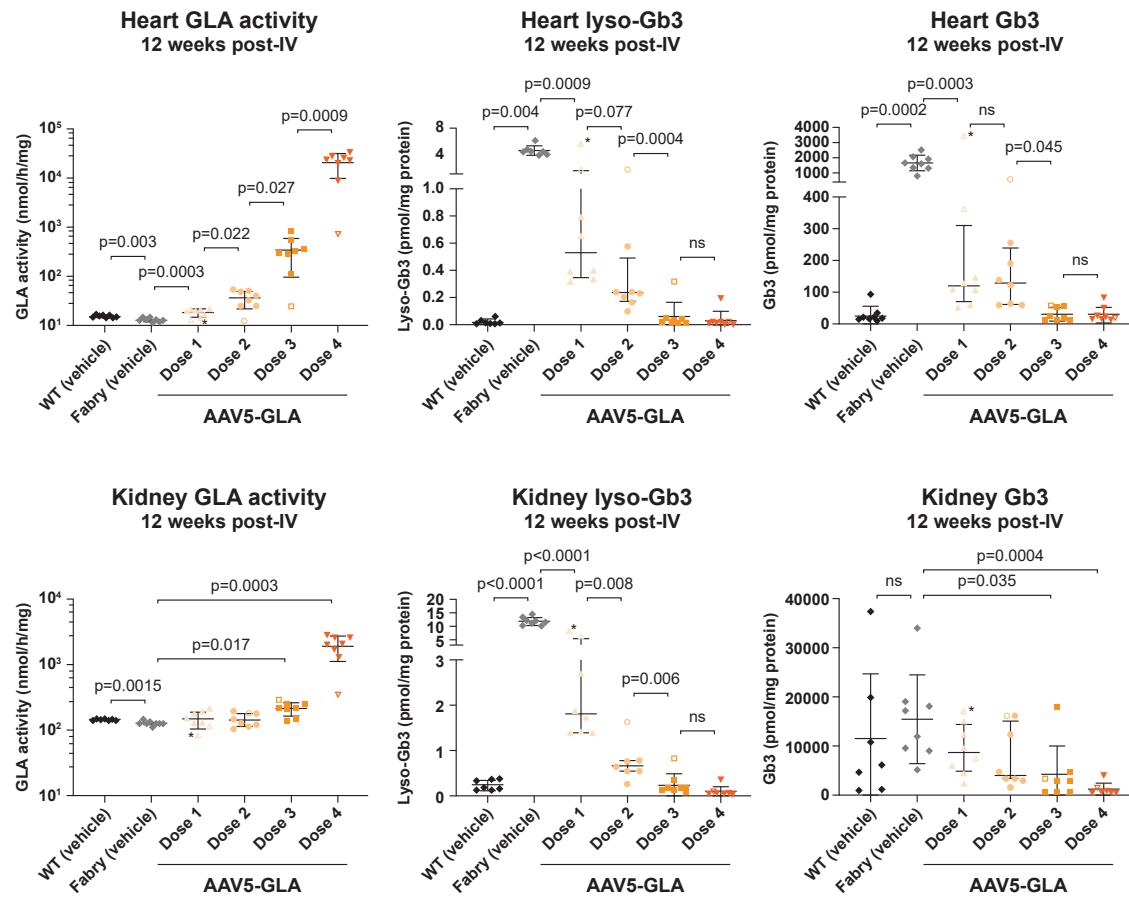 Heart GLA activity
12 weeks post-IV
GLA activity (nmol/h/mg)
10⁵
10⁴
10³
10²
10¹
p=0.003
p=0.0003
p=0.022
p=0.027
p=0.0009
*
WT (vehicle)
Fabry (vehicle)
Dose 1
Dose 2
Dose 3
Dose 4
AAV5-GLA
Heart lyso-Gb3
12 weeks post-IV
Lyso-Gb3 (pmol/mg protein)
8
4
1.0
0.8
0.6
0.4
0.2
0.0
p=0.004
p=0.0009
p=0.077
p=0.0004
ns
*
WT (vehicle)
Fabry (vehicle)
Dose 1
Dose 2
Dose 3
Dose 4
AAV5-GLA
Heart Gb3
12 weeks post-IV
Gb3 (pmol/mg protein)
4000
3000
2000
1000
400
300
200
100
0
p=0.0002
p=0.0003
ns
p=0.045
ns
*
WT (vehicle)
Fabry (vehicle)
Dose 1
Dose 2
Dose 3
Dose 4
AAV5-GLA
Kidney GLA activity
12 weeks post-IV
GLA activity (nmol/h/mg)
10⁴
10³
10²
10¹
p=0.0015
p=0.017
p=0.0003
*
WT (vehicle)
Fabry (vehicle)
Dose 1
Dose 2
Dose 3
Dose 4
AAV5-GLA
Kidney lyso-Gb3
12 weeks post-IV
Lyso-Gb3 (pmol/mg protein)
20
15
10
5
3
2
1
0
p<0.0001
p<0.0001
p=0.008
p=0.006
ns
*
WT (vehicle)
Fabry (vehicle)
Dose 1
Dose 2
Dose 3
Dose 4
AAV5-GLA
Kidney Gb3
12 weeks post-IV
Gb3 (pmol/mg protein)
40000
30000
20000
10000
0
ns
p=0.0004
p=0.035
*
WT (vehicle)
Fabry (vehicle)
Dose 1
Dose 2
Dose 3
Dose 4
AAV5-GLA